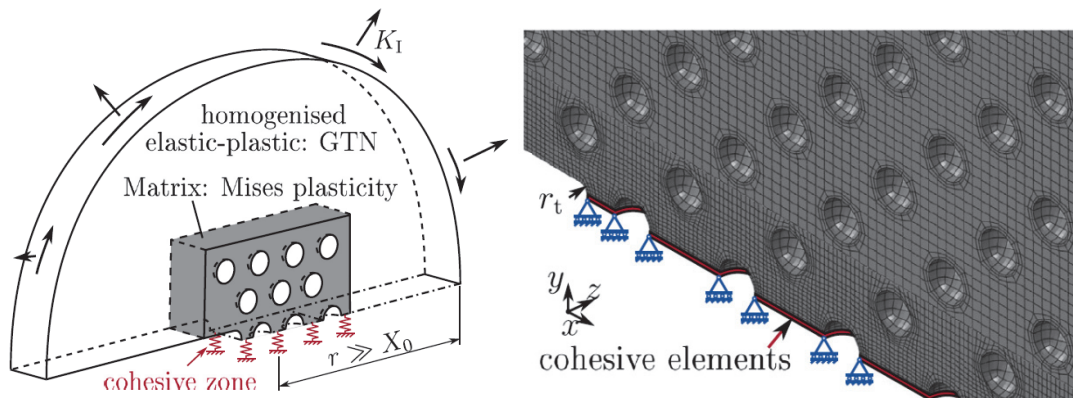 K_I
homogenised
elastic-plastic: GTN
Matrix: Mises plasticity
r ≫ X_0
cohesive zone
r_t
y
z
x
cohesive elements